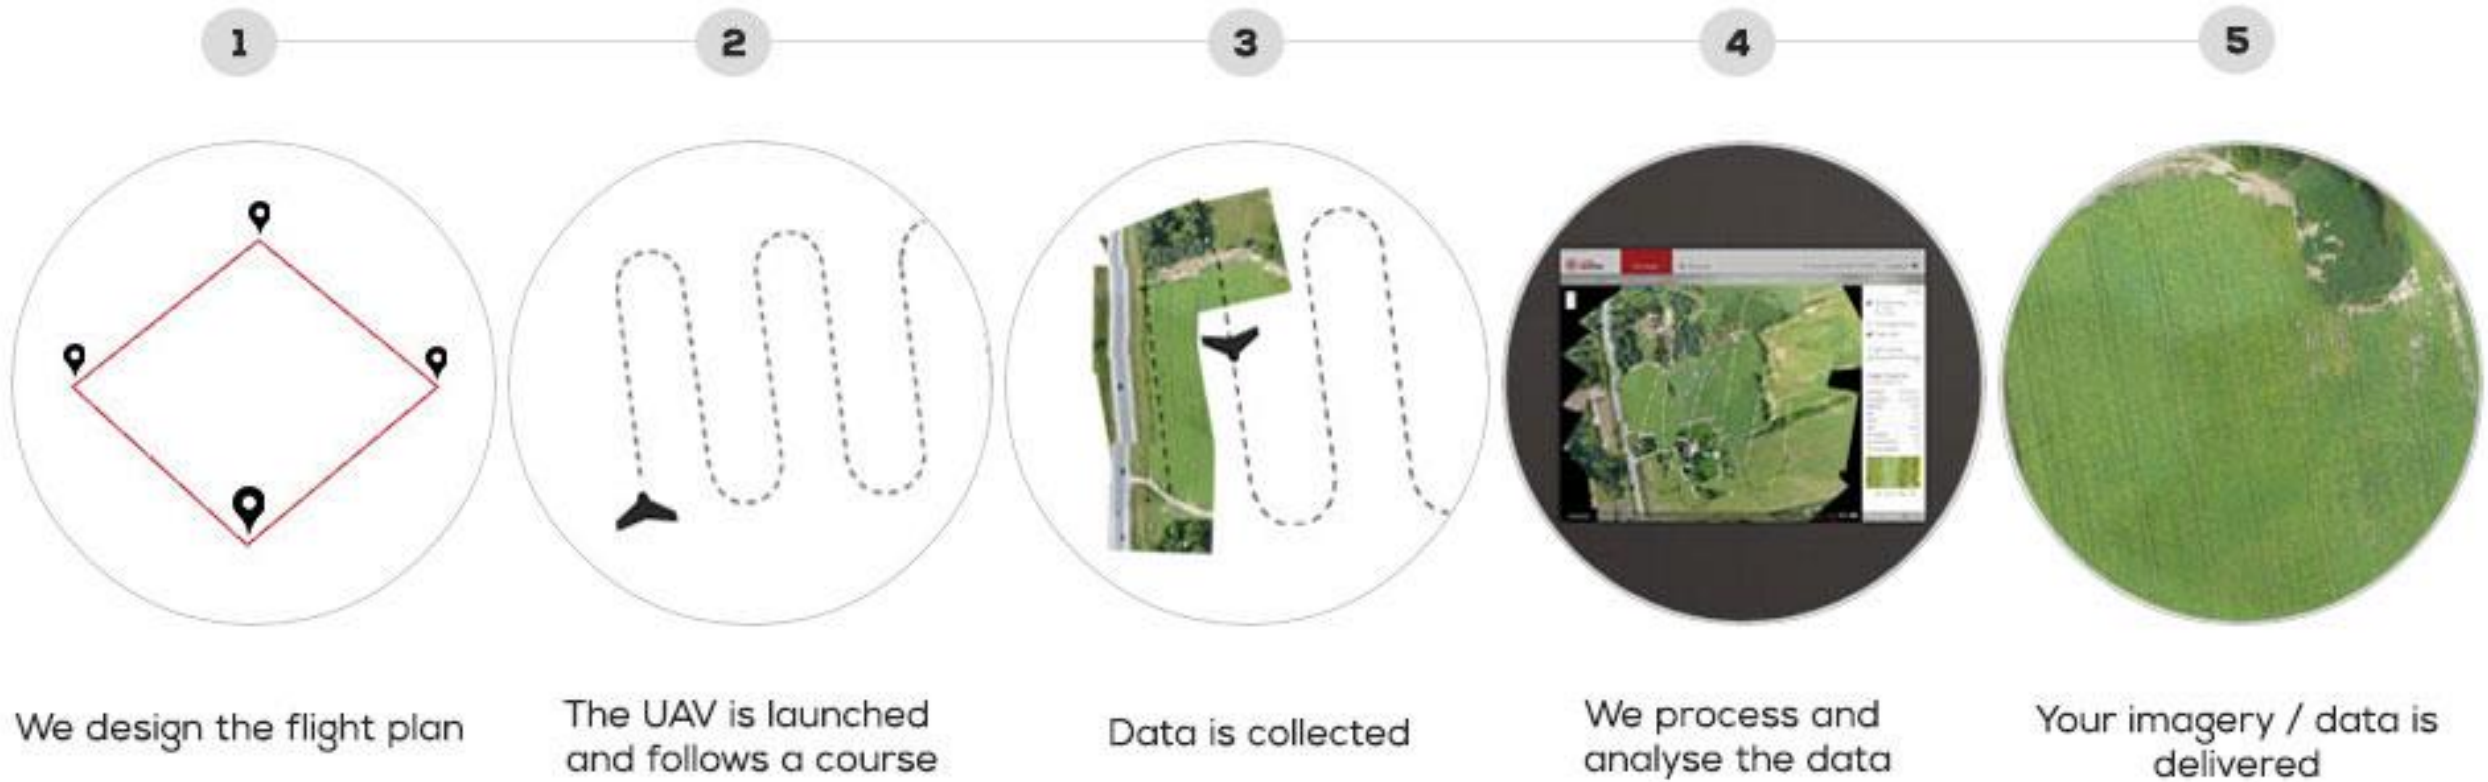 1
2
3
4
5
We design the flight plan
The UAV is launched
and follows a course
Data is collected
We process and
analyse the data
Your imagery / data is
delivered